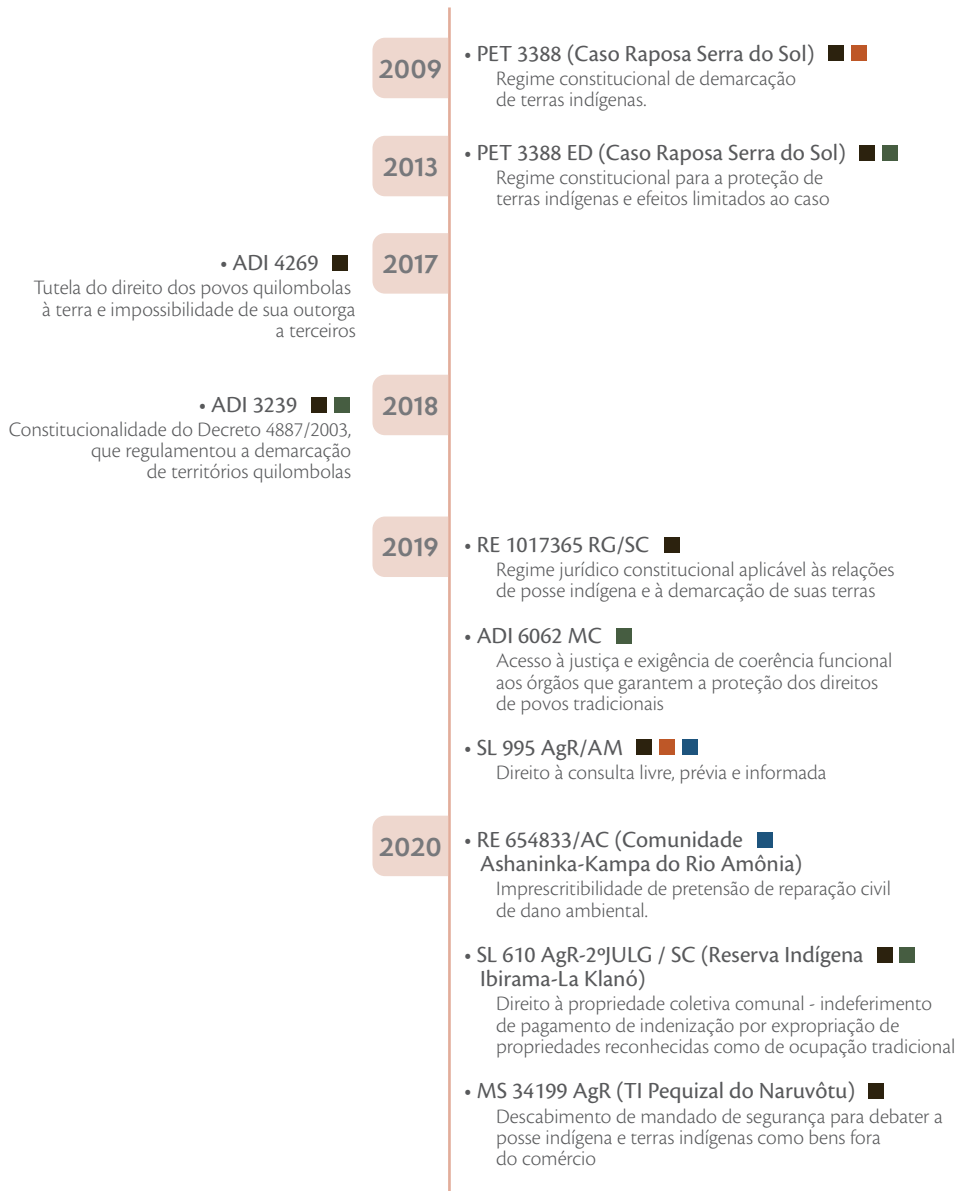 2009
• PET 3388 (Caso Raposa Serra do Sol)
Regime constitucional de demarcação
de terras indígenas.
2013
• PET 3388 ED (Caso Raposa Serra do Sol)
Regime constitucional para a proteção de
terras indígenas e efeitos limitados ao caso
2017
• ADI 4269
Tutela do direito dos povos quilombolas
à terra e impossibilidade de sua outorga
a terceiros
2018
• ADI 3239
Constitucionalidade do Decreto 4887/2003,
que regulamentou a demarcação
de territórios quilombolas
2019
• RE 1017365 RG/SC
Regime jurídico constitucional aplicável às relações
de posse indígena e à demarcação de suas terras
• ADI 6062 MC
Acesso à justiça e exigência de coerência funcional
aos órgãos que garantem a proteção dos direitos
de povos tradicionais
• SL 995 AgR/AM
Direito à consulta livre, prévia e informada
2020
• RE 654833/AC (Comunidade
Ashaninka-Kampa do Rio Amônia)
Imprescritibilidade de pretensão de reparação civil
de dano ambiental.
• SL 610 AgR-2ºJULG / SC (Reserva Indígena
Ibirama-La Klanó)
Direito à propriedade coletiva comunal - indeferimento
de pagamento de indenização por expropriação de
propriedades reconhecidas como de ocupação tradicional
• MS 34199 AgR (TI Pequizal do Naruvôtu)
Descabimento de mandado de segurança para debater a
posse indígena e terras indígenas como bens fora
do comércio